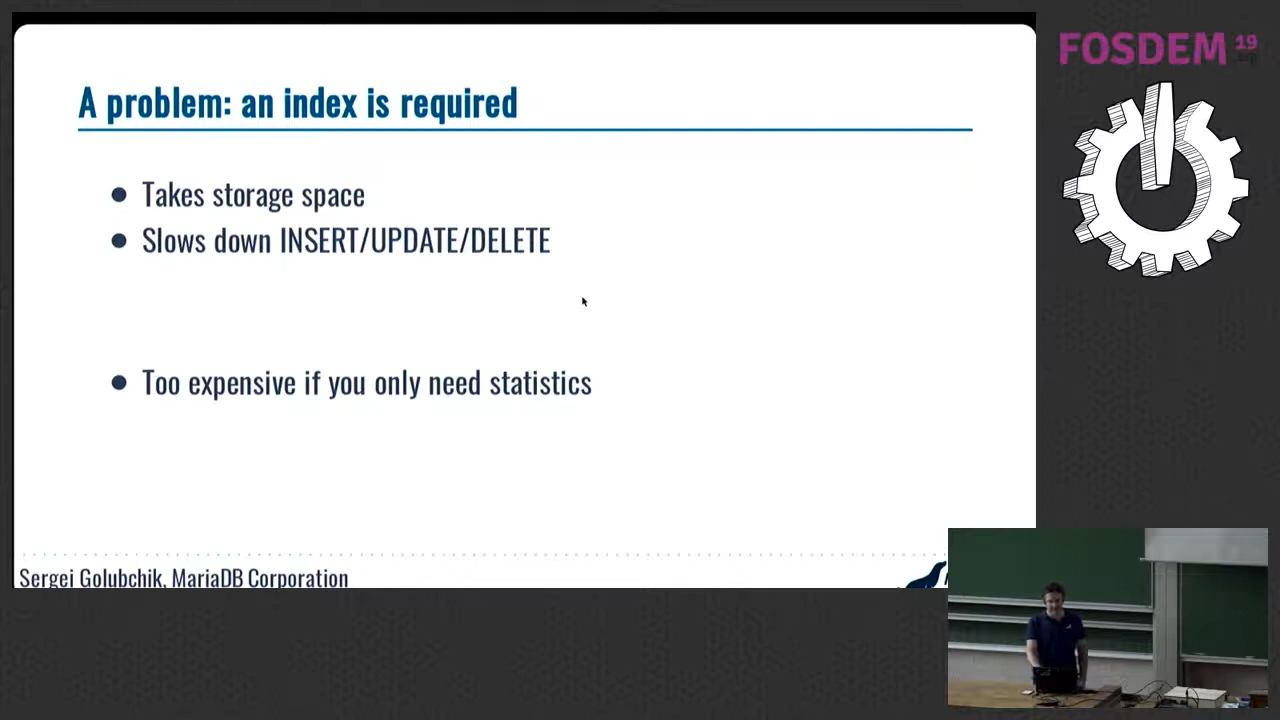 FOSDEM 19
A problem: an index is required
Takes storage space
Slows down INSERT/UPDATE/DELETE
Too expensive if you only need statistics
Sergei Golubchik, MariaDB Corporation